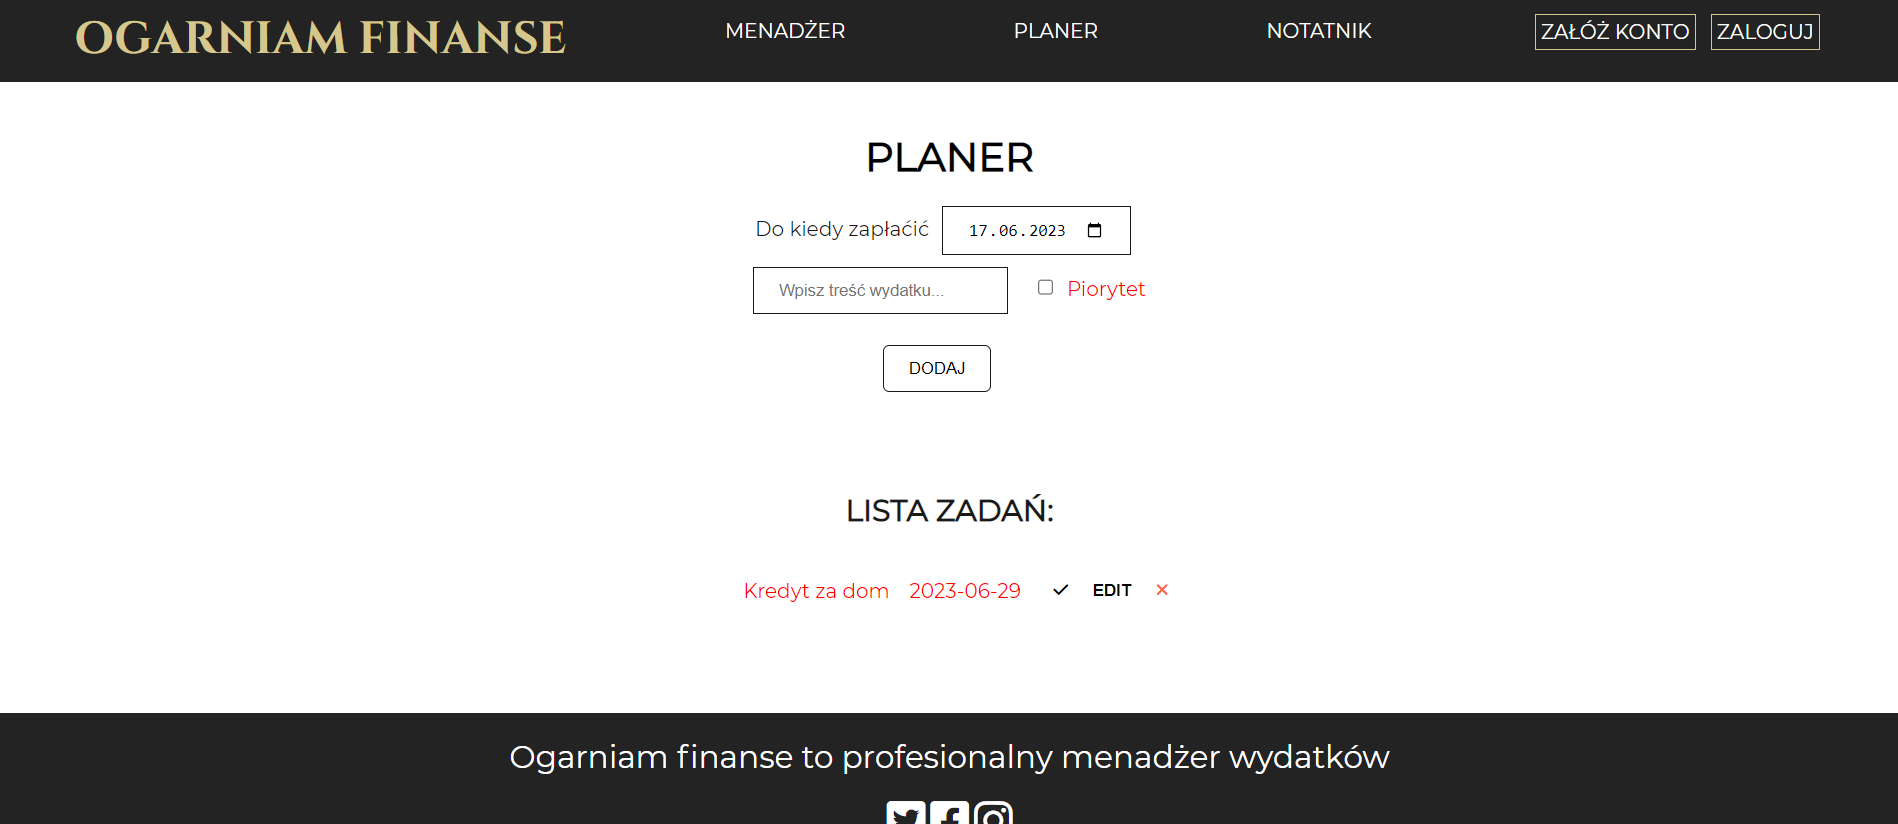 OGARNIAM FINANSE MENADŻER PLANER NOTATNIK ZAŁÓŻ KONTO ZALOGUJ
PLANER
Do kiedy zapłaćić 17.06.2023
Wpisz treść wydatku... Piorytet
DODAJ
LISTA ZADAŃ:
Kredyt za dom 2023-06-29 EDIT
Ogarniam finanse to profesionalny menadżer wydatków